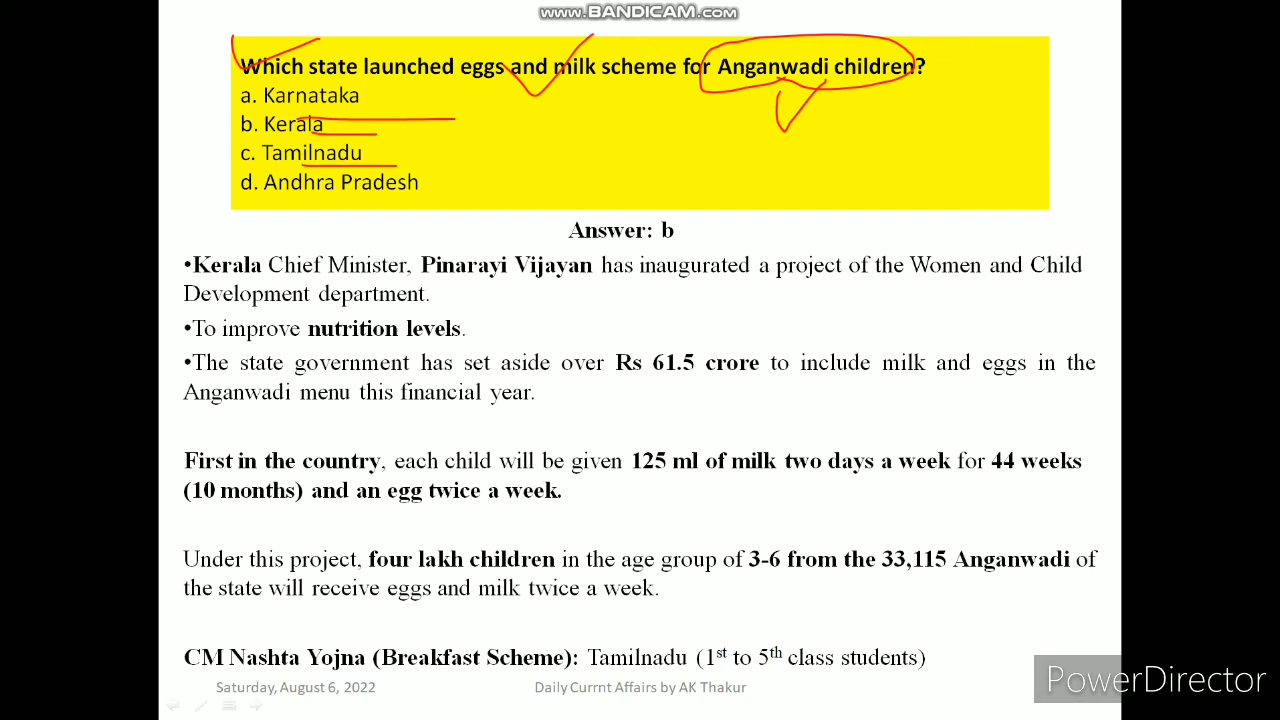 www.BANDICAM.com
Which state launched eggs and milk scheme for Anganwadi children?
a. Karnataka
b. Kerala
c. Tamilnadu
d. Andhra Pradesh
Answer: b
•Kerala Chief Minister, Pinarayi Vijayan has inaugurated a project of the Women and Child
Development department.
•To improve nutrition levels.
•The state government has set aside over Rs 61.5 crore to include milk and eggs in the
Anganwadi menu this financial year.
First in the country, each child will be given 125 ml of milk two days a week for 44 weeks
(10 months) and an egg twice a week.
Under this project, four lakh children in the age group of 3-6 from the 33,115 Anganwadi of
the state will receive eggs and milk twice a week.
CM Nashta Yojna (Breakfast Scheme): Tamilnadu (1st to 5th class students)
Saturday, August 6, 2022 Daily Currnt Affairs by AK Thakur
PowerDirector